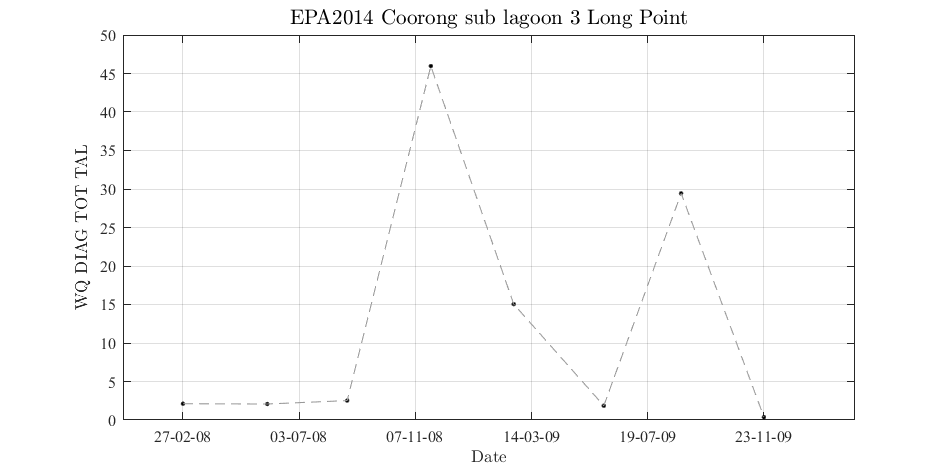 EPA2014 Coorong sub lagoon 3 Long Point
50
45
40
35
30
25
20
15
10
5
0
WQ DIAG TOT TAL
27-02-08 03-07-08 07-11-08 14-03-09 19-07-09 23-11-09
Date